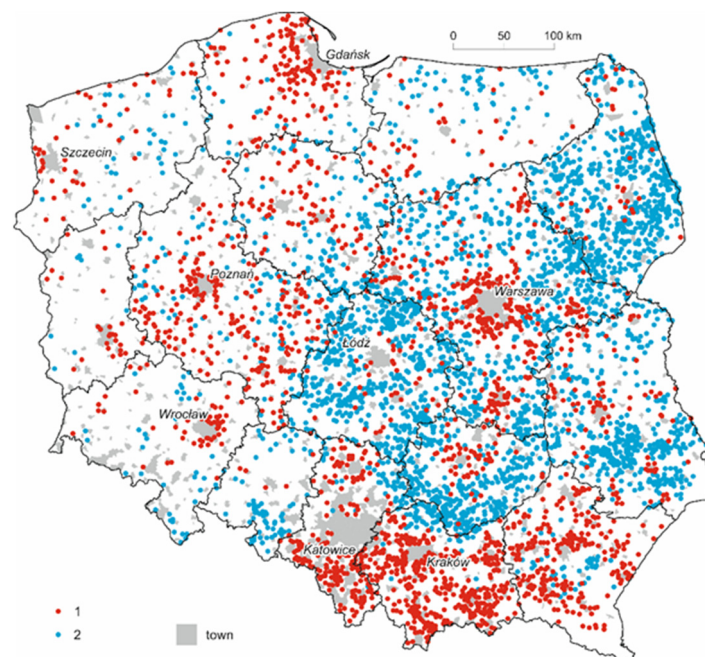 Gdańsk
0 50 100 km
Szczecin
Poznań
Warszawa
Łódź
Wrocław
Katowice
Kraków
1
2 town